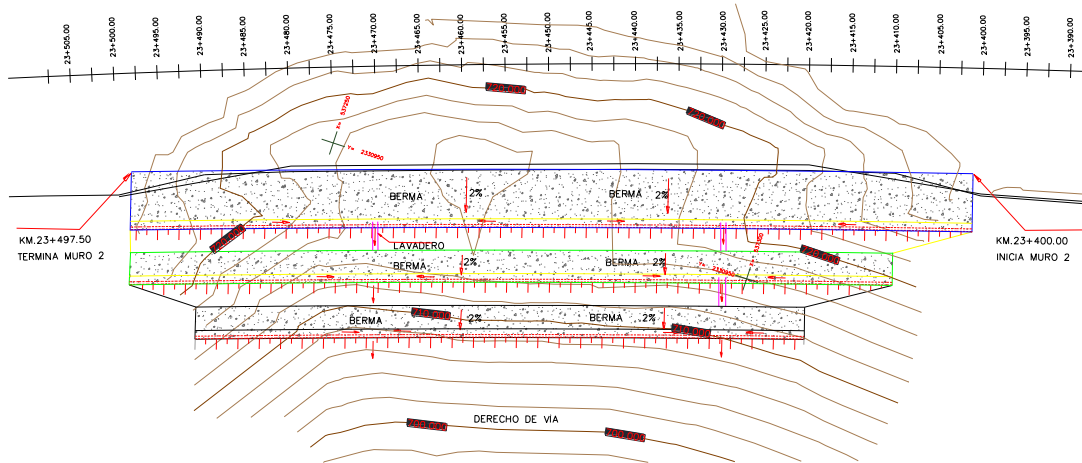 23+505.00
23+500.00
23+495.00
23+490.00
23+485.00
23+480.00
23+475.00
23+470.00
23+465.00
23+460.00
23+455.00
23+450.00
23+445.00
23+440.00
23+435.00
23+430.00
23+425.00
23+420.00
23+415.00
23+410.00
23+405.00
23+400.00
23+395.00
23+390.00
X= 537250
Y= 2330950
BERMA 2%
BERMA 2%
KM.23+497.50
TERMINA MURO 2
LAVADERO
KM.23+400.00
INICIA MURO 2
BERMA 2%
BERMA 2%
BERMA 2%
BERMA 2%
DERECHO DE VÍA